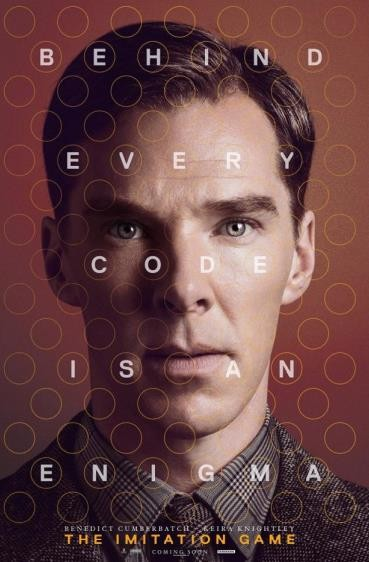 BEHIND
EVERY
CODE
IS AN
ENIGMA
BENEDICT CUMBERBATCH – KEIRA KNIGHTLEY
THE IMITATION GAME
COMING SOON